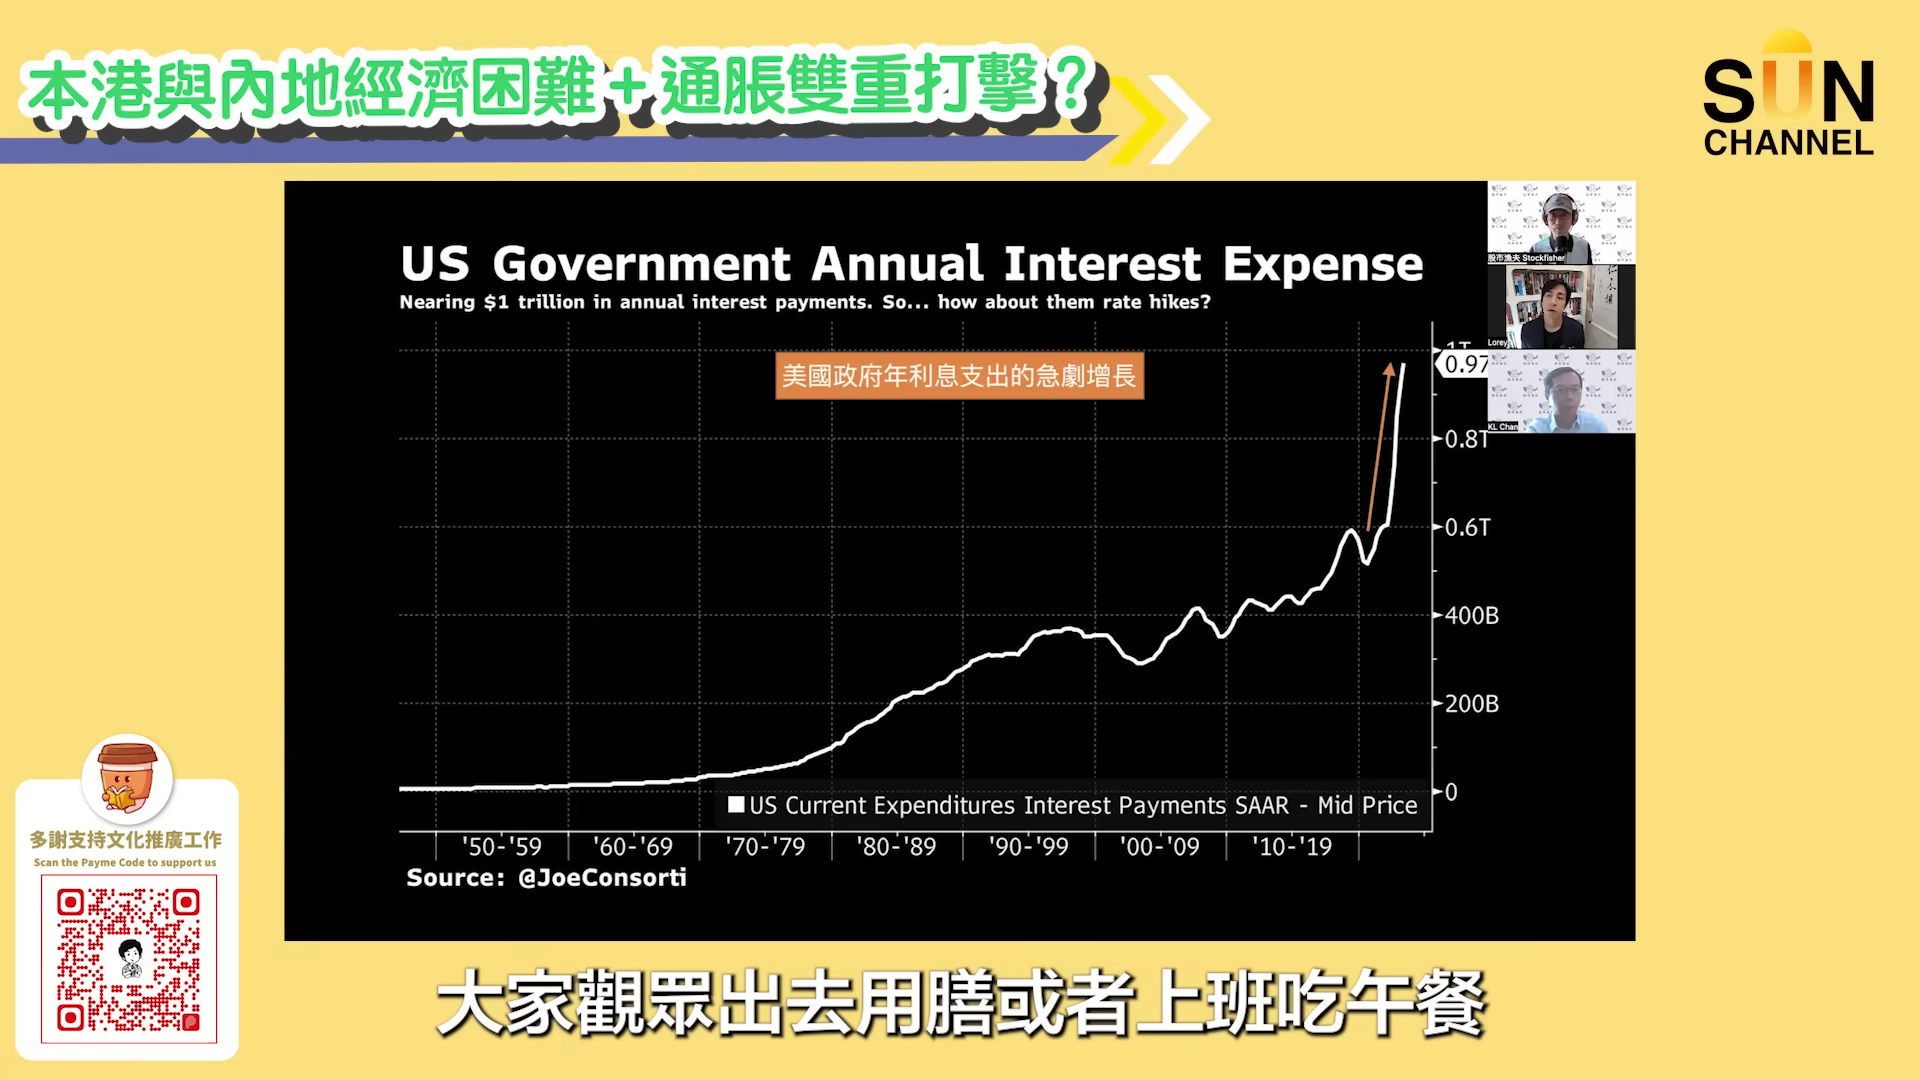 本港與內地經濟困難+通脹雙重打擊？
SUN
CHANNEL
US Government Annual Interest Expense
Nearing $1 trillion in annual interest payments. So... how about them rate hikes?
股市漁夫 Stockfisher
Lorey
KL Chan
美國政府年利息支出的急劇增長
1T
0.97
0.8T
0.6T
400B
200B
0
US Current Expenditures Interest Payments SAAR - Mid Price
'50-'59 '60-'69 '70-'79 '80-'89 '90-'99 '00-'09 '10-'19
Source: @JoeConsorti
多謝支持文化推廣工作
Scan the Payme Code to support us
大家觀眾出去用膳或者上班吃午餐